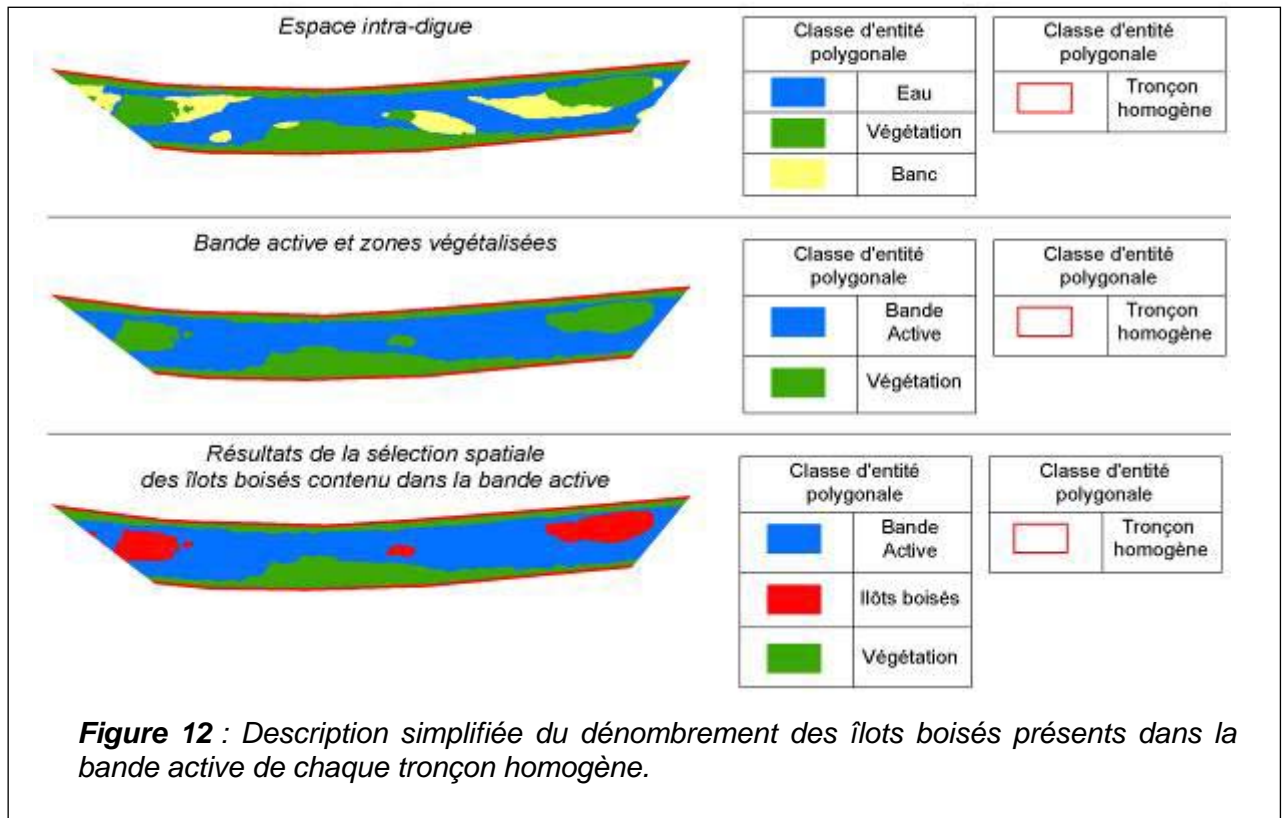 Espace intra-digue
Classe d'entité
polygonale
Eau
Végétation
Banc
Classe d'entité
polygonale
Tronçon
homogène
Bande active et zones végétalisées
Classe d'entité
polygonale
Bande
Active
Végétation
Classe d'entité
polygonale
Tronçon
homogène
Résultats de la sélection spatiale
des îlots boisés contenu dans la bande active
Classe d'entité
polygonale
Bande
Active
Ilôts boisés
Végétation
Classe d'entité
polygonale
Tronçon
homogène
Figure 12 : Description simplifiée du dénombrement des îlots boisés présents dans la
bande active de chaque tronçon homogène.